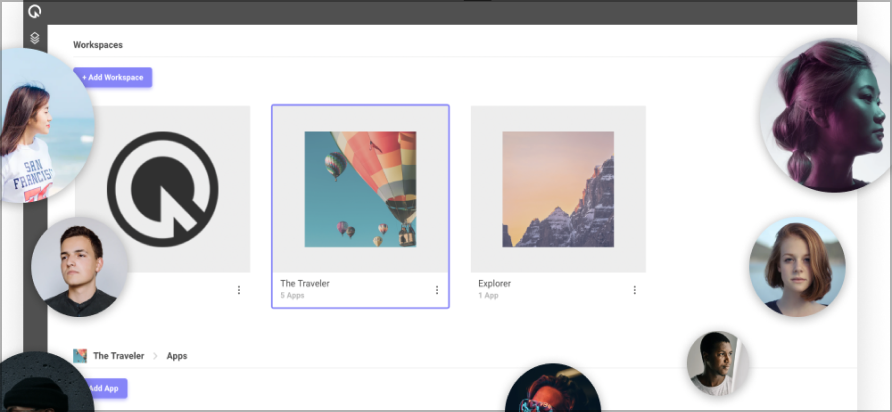 Workspaces
+ Add Workspace
SAN
FRANCISC
The Traveler
5 Apps
Explorer
1 App
The Traveler > Apps
Add App